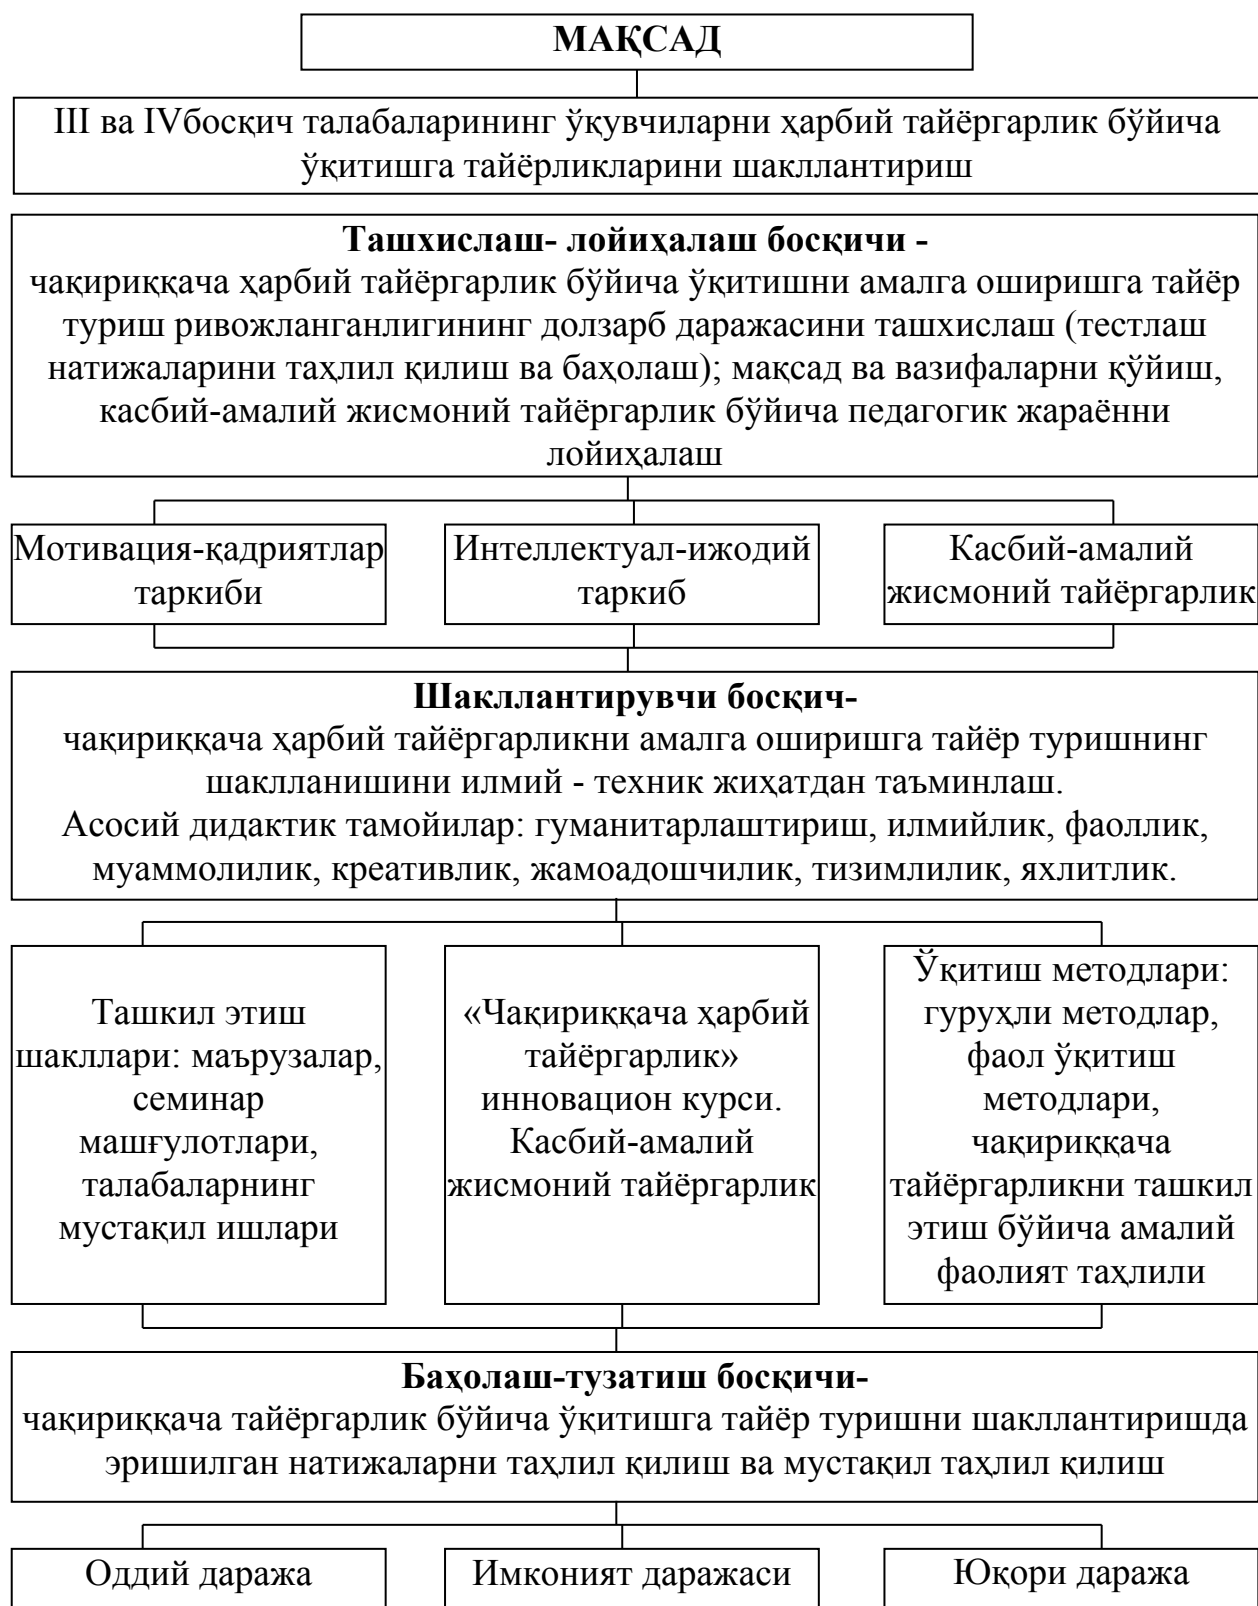 МАҚСАД
III ва IVбосқич талабаларининг ўқувчиларни ҳарбий тайёргарлик бўйича
ўқитишга тайёрликларини шакллантириш
Ташхислаш- лойиҳалаш босқичи -
чақириққача ҳарбий тайёргарлик бўйича ўқитишни амалга оширишга тайёр
туриш ривожланганлигининг долзарб даражасини ташхислаш (тестлаш
натижаларини таҳлил қилиш ва баҳолаш); мақсад ва вазифаларни қўйиш,
касбий-амалий жисмоний тайёргарлик бўйича педагогик жараённи
лойиҳалаш
Мотивация-қадриятлар
таркиби
Интеллектуал-ижодий
таркиб
Касбий-амалий
жисмоний тайёргарлик
Шакллантирувчи босқич-
чақириққача ҳарбий тайёргарликни амалга оширишга тайёр туришнинг
шаклланишини илмий - техник жиҳатдан таъминлаш.
Асосий дидактик тамойилар: гуманитарлаштириш, илмийлик, фаоллик,
муаммолилик, креативлик, жамоадошчилик, тизимлилик, яхлитлик.
Ташкил этиш
шакллари: маърузалар,
семинар
машғулотлари,
талабаларнинг
мустақил ишлари
«Чақириққача ҳарбий
тайёргарлик»
инновацион курси.
Касбий-амалий
жисмоний тайёргарлик
Ўқитиш методлари:
гуруҳли методлар,
фаол ўқитиш
методлари,
чақириққача
тайёргарликни ташкил
этиш бўйича амалий
фаолият таҳлили
Баҳолаш-тузатиш босқичи-
чақириққача тайёргарлик бўйича ўқитишга тайёр туришни шакллантиришда
эришилган натижаларни таҳлил қилиш ва мустақил таҳлил қилиш
Оддий даража
Имконият даражаси
Юқори даража